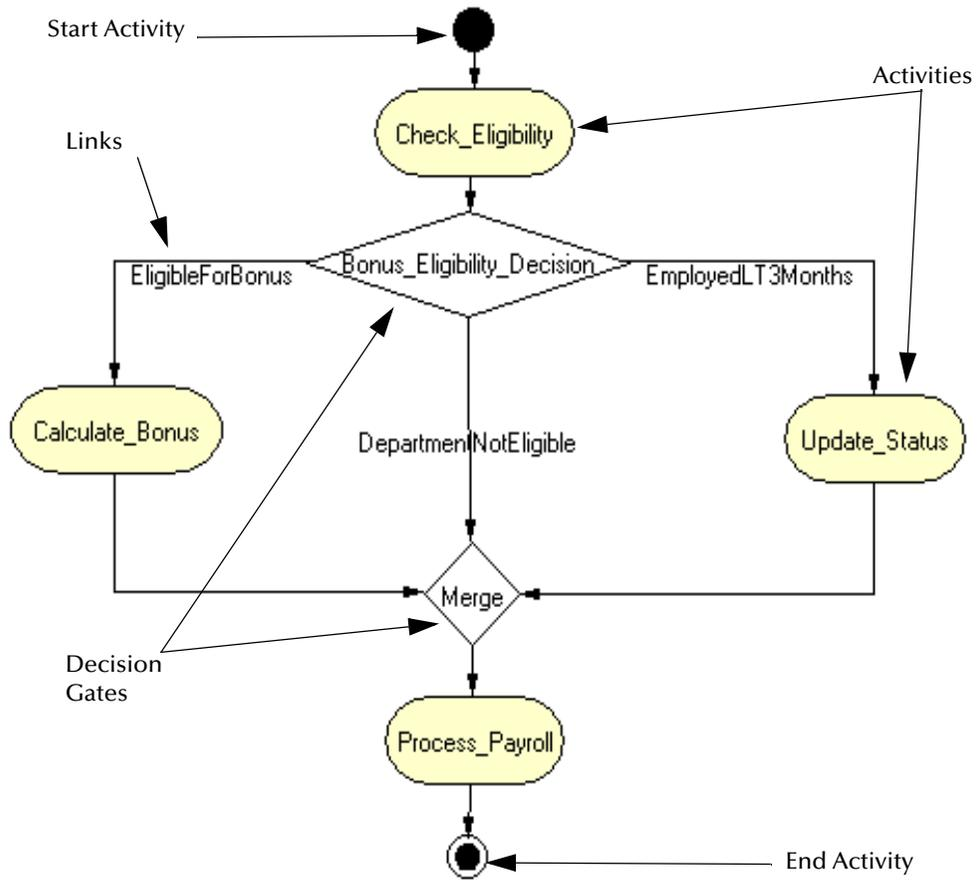 Start Activity
Activities
Check_Eligibility
Links
Bonus_Eligibility_Decision
EligibleForBonus
EmployedLT3Months
Calculate_Bonus
DepartmentNotEligible
Update_Status
Merge
Decision
Gates
Process_Payroll
End Activity